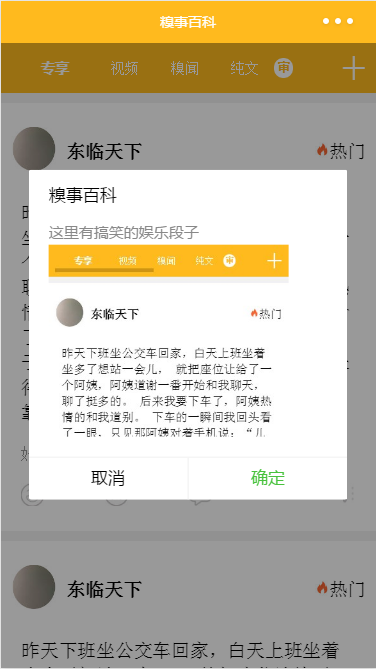 糗事百科
专享 视频 糗闻 纯文 审
东临天下 热门
糗事百科
这里有搞笑的娱乐段子
专享 视频 糗闻 纯文 审
东临天下 热门
昨天下班坐公交车回家，白天上班坐着
坐多了想站一会儿， 就把座位让给了一
个阿姨，阿姨道谢一番开始和我聊天，
聊了挺多的。 后来我要下车了，阿姨热
情的和我道别。 下车的一瞬间我回头看
了一眼，只见那阿姨对着手机说：“儿
取消 确定
东临天下 热门
昨天下班坐公交车回家，白天上班坐着